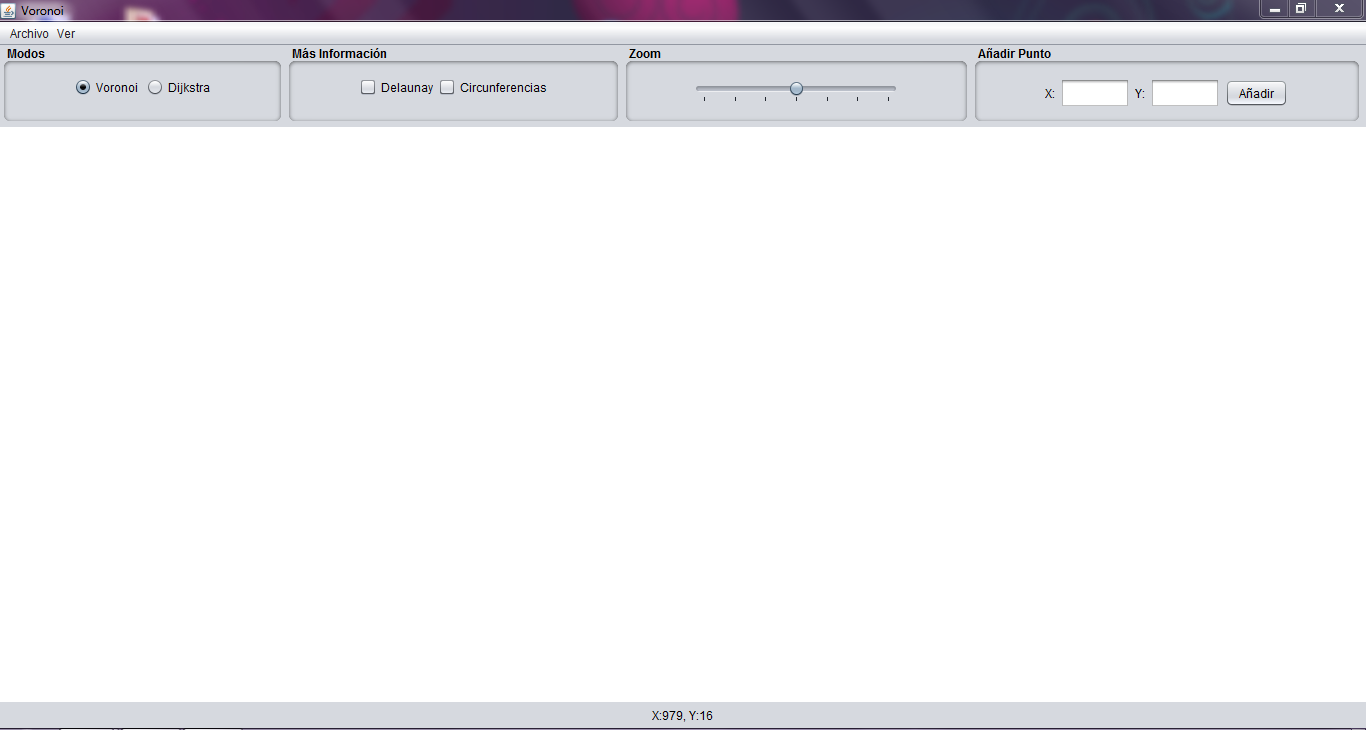 Voronoi
Archivo Ver
Modos Más Información Zoom Añadir Punto
Voronoi Dijkstra Delaunay Circunferencias X: Y: Añadir
X:979, Y:16